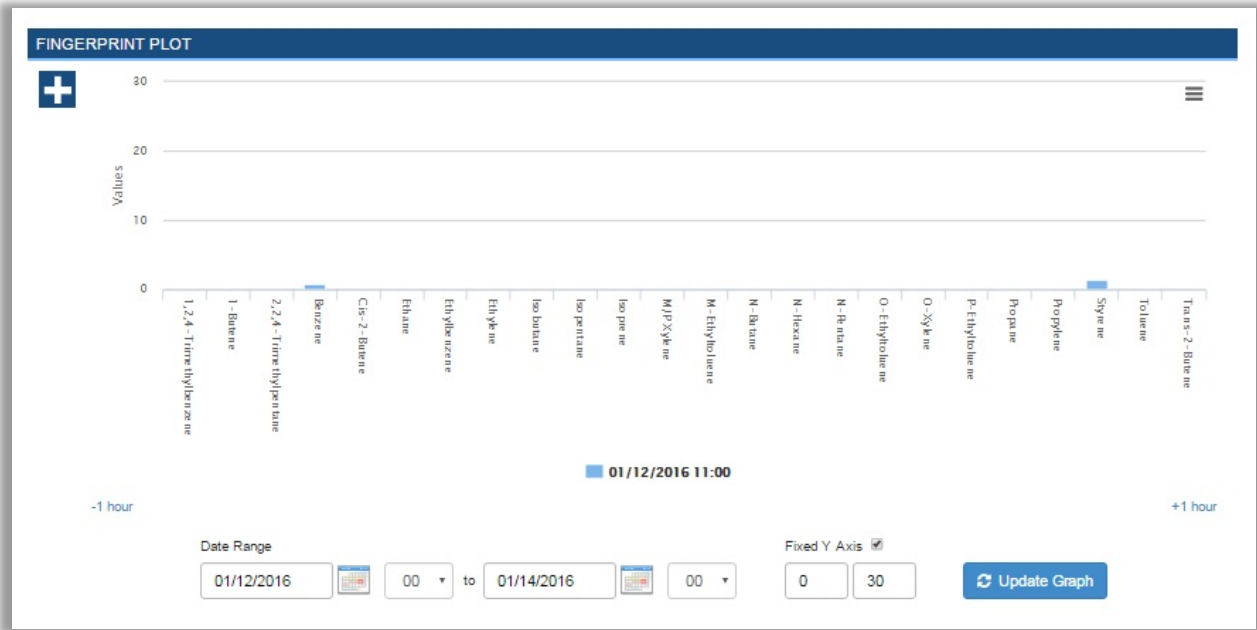 FINGERPRINT PLOT
30
20
10
0
Values
1,2,4-Trimethylbenzene
1-Butene
2,2,4-Trimethylpentane
Benzene
Cis-2-Butene
Ethane
Ethylbenzene
Ethylene
Isobutane
Isopentane
Isoprene
M/P Xylene
M-Ethyltoluene
N-Butane
N-Hexane
N-Pentane
O-Ethyltoluene
O-Xylene
P-Ethyltoluene
Propane
Propylene
Styrene
Toluene
Trans-2-Butene
01/12/2016 11:00
-1 hour
+1 hour
Date Range
Fixed Y Axis
01/12/2016 00 to 01/14/2016 00 0 30 Update Graph